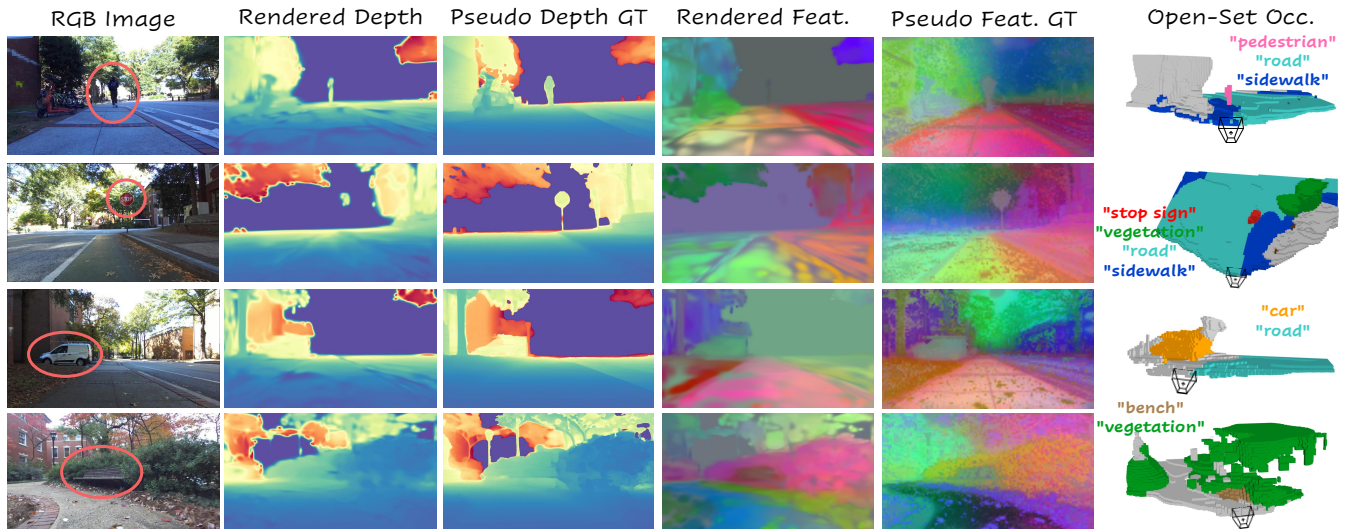 RGB Image
Rendered Depth
Pseudo Depth GT
Rendered Feat.
Pseudo Feat. GT
Open-Set Occ.
"pedestrian"
"road"
"sidewalk"
"stop sign"
"vegetation"
"road"
"sidewalk"
"car"
"road"
"bench"
"vegetation"